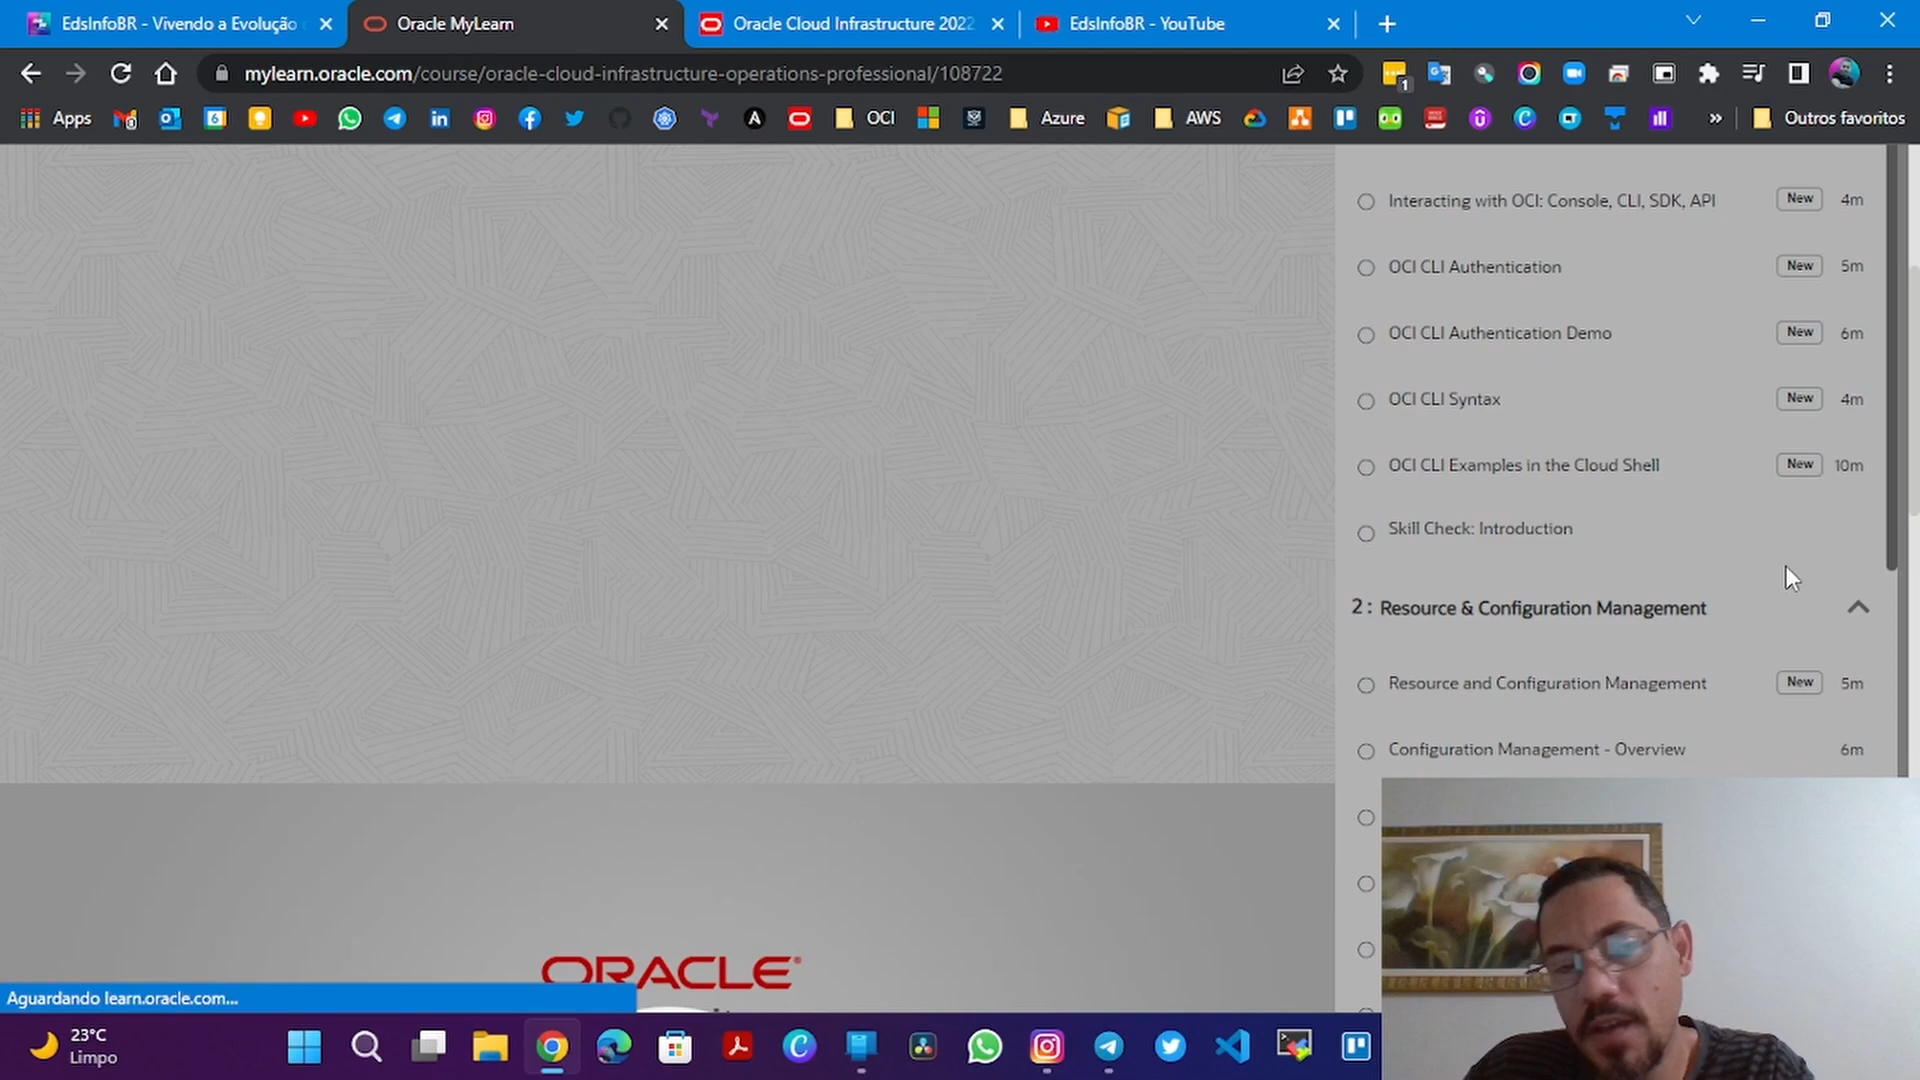 EdsInfoBR - Vivendo a Evolução
Oracle MyLearn
Oracle Cloud Infrastructure 2022
EdsInfoBR - YouTube
mylearn.oracle.com/course/oracle-cloud-infrastructure-operations-professional/108722
1
Apps
OCI
Azure
AWS
Outros favoritos
Interacting with OCI: Console, CLI, SDK, API New 4m
OCI CLI Authentication New 5m
OCI CLI Authentication Demo New 6m
OCI CLI Syntax New 4m
OCI CLI Examples in the Cloud Shell New 10m
Skill Check: Introduction
2: Resource & Configuration Management
Resource and Configuration Management New 5m
Configuration Management - Overview 6m
ORACLE
Aguardando learn.oracle.com...
23°C
Limpo